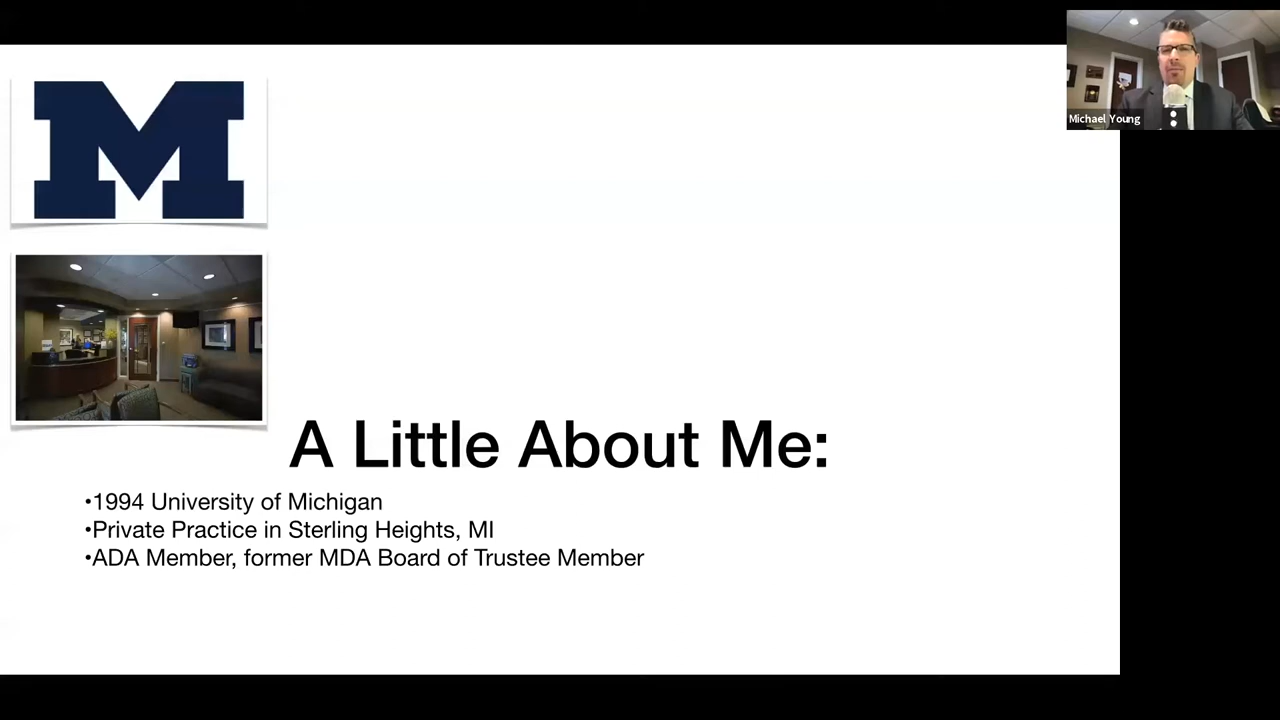 Michael Young
M
A Little About Me:
•1994 University of Michigan
•Private Practice in Sterling Heights, MI
•ADA Member, former MDA Board of Trustee Member